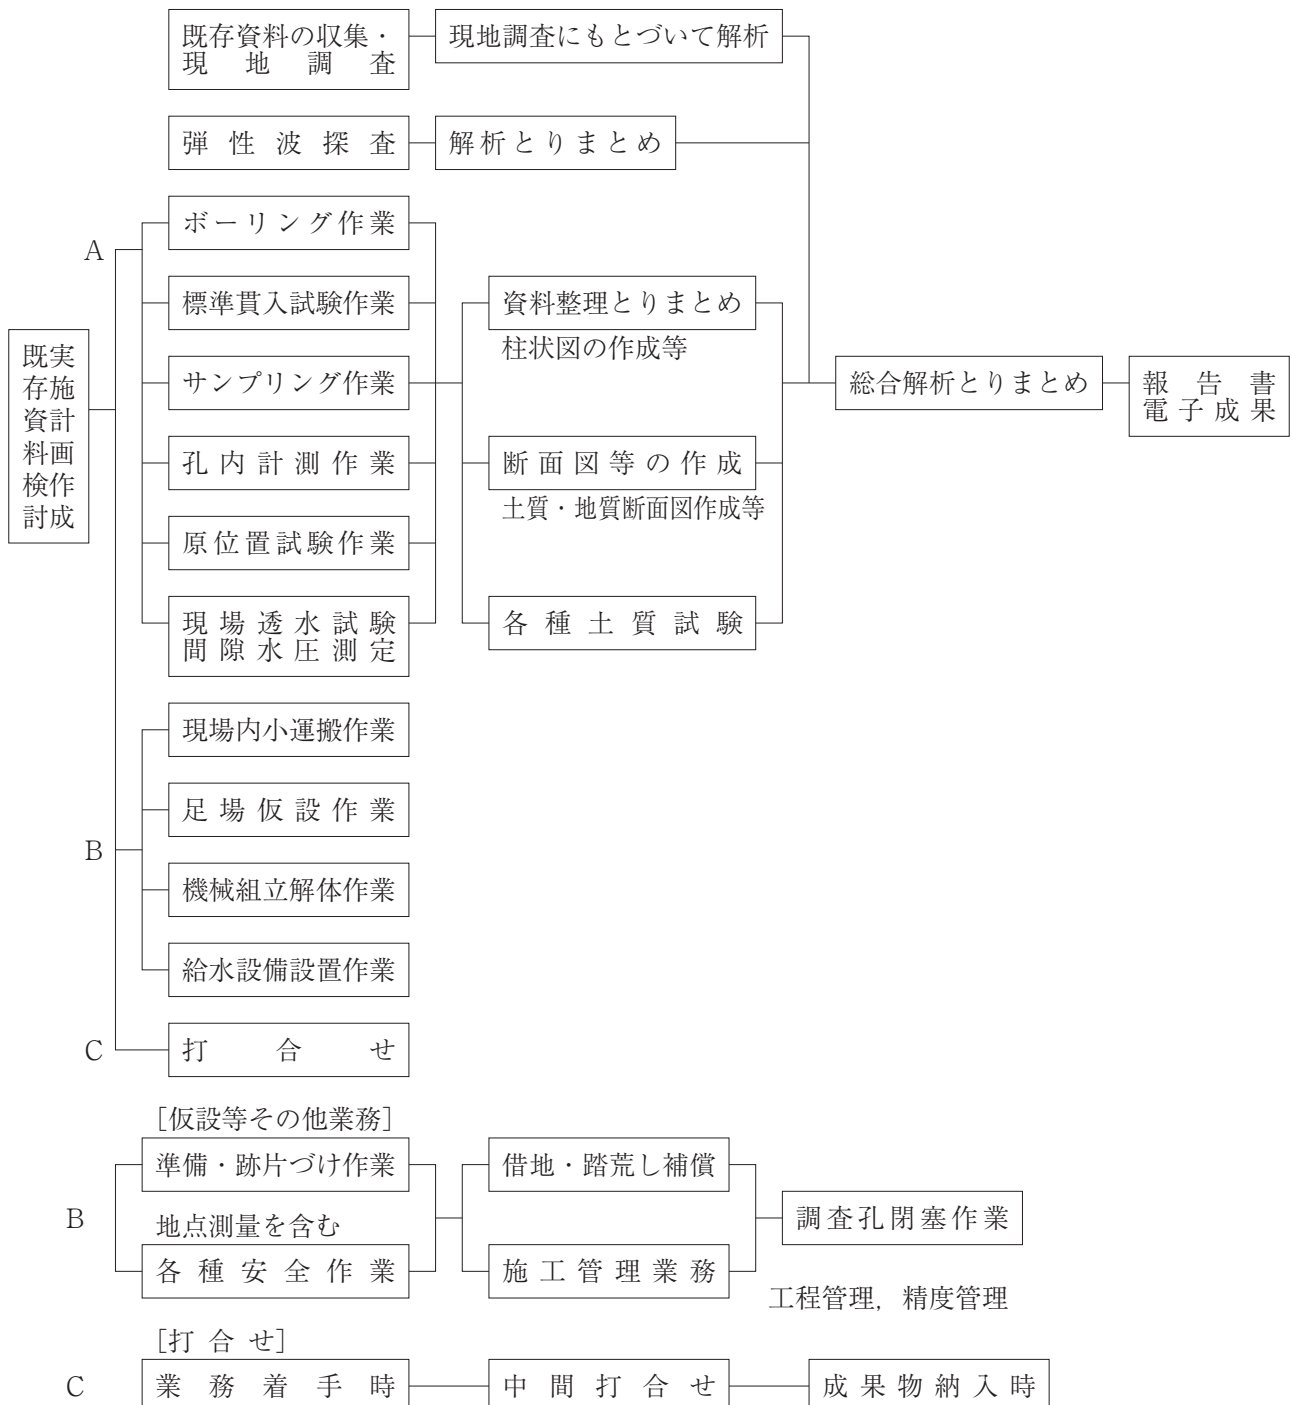 既存資料の収集・
現地調査
現地調査にもとづいて解析
弾性波探査
解析とりまとめ
A
ボーリング作業
標準貫入試験作業
資料整理とりまとめ
柱状図の作成等
既存資料検討
実施計画作成
サンプリング作業
総合解析とりまとめ
報告書
電子成果
孔内計測作業
断面図等の作成
土質・地質断面図作成等
原位置試験作業
現場透水試験
間隙水圧測定
各種土質試験
現場内小運搬作業
足場仮設作業
B
機械組立解体作業
給水設備設置作業
C
打合せ
[仮設等その他業務]
準備・跡片づけ作業
借地・踏荒し補償
B
地点測量を含む
調査孔閉塞作業
各種安全作業
施工管理業務
工程管理，精度管理
[打合せ]
C
業務着手時
中間打合せ
成果物納入時